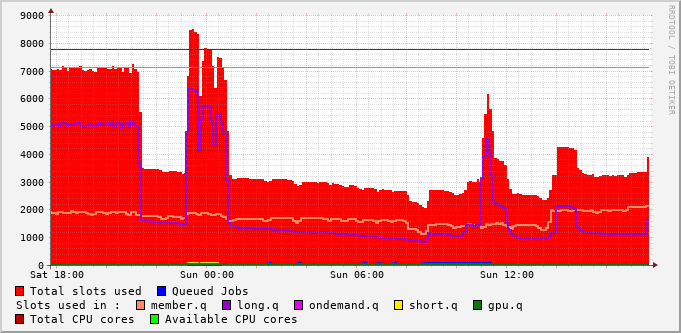 9000
8000
7000
6000
5000
4000
3000
2000
1000
0
Sat 18:00 Sun 00:00 Sun 06:00 Sun 12:00
Total slots used Queued Jobs
Slots used in : member.q long.q ondemand.q short.q gpu.q
Total CPU cores Available CPU cores
RRDTOOL / TOBI OETIKER